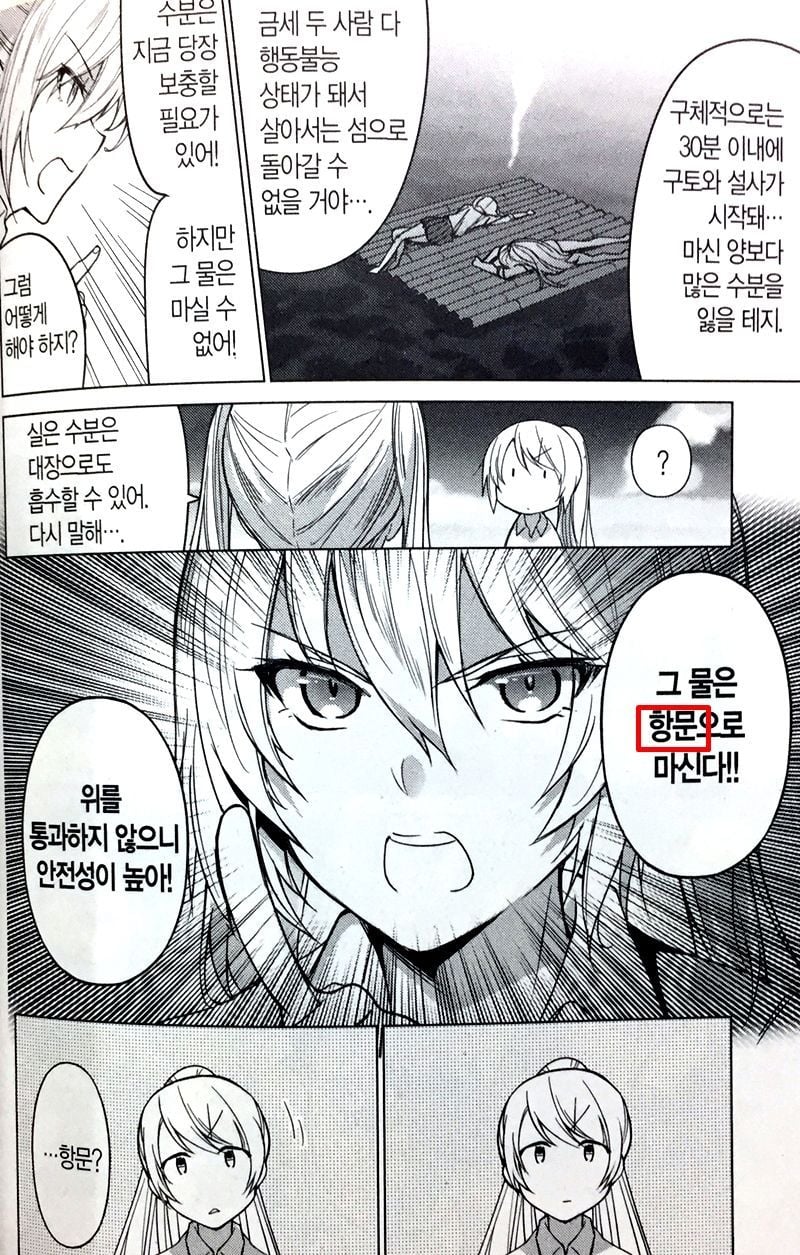 구체적으로는
30분 이내에
구토와 설사가
시작돼…
마신 양보다
많은 수분을
잃을 테지.
금세 두 사람 다
행동불능
상태가 돼서
살아서는 섬으로
돌아갈 수
없을 거야….
수분은
지금 당장
보충할
필요가
있어!
하지만
그 물은
마실 수
없어!
그럼
어떻게
해야 하지?
실은 수분은
대장으로도
흡수할 수 있어.
다시 말해….
?
그 물은
항문으로
마신다!!
위를
통과하지 않으니
안전성이 높아!
…항문?